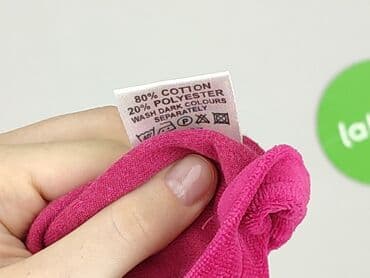 80% COTTON
20% POLYESTER
WASH DARK COLOURS
SEPARATELY